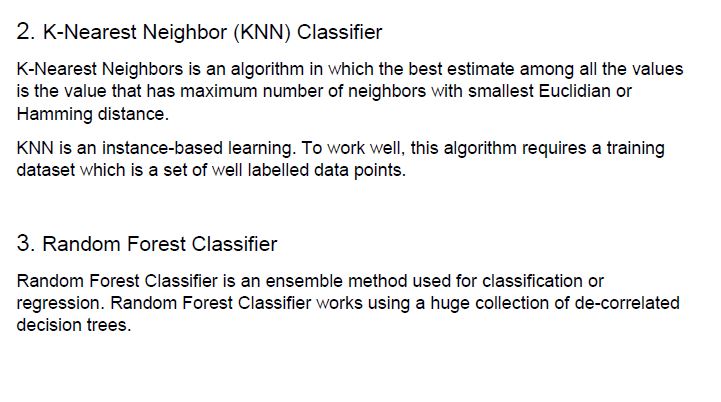 2. K-Nearest Neighbor (KNN) Classifier
K-Nearest Neighbors is an algorithm in which the best estimate among all the values
is the value that has maximum number of neighbors with smallest Euclidian or
Hamming distance.
KNN is an instance-based learning. To work well, this algorithm requires a training
dataset which is a set of well labelled data points.
3. Random Forest Classifier
Random Forest Classifier is an ensemble method used for classification or
regression. Random Forest Classifier works using a huge collection of de-correlated
decision trees.